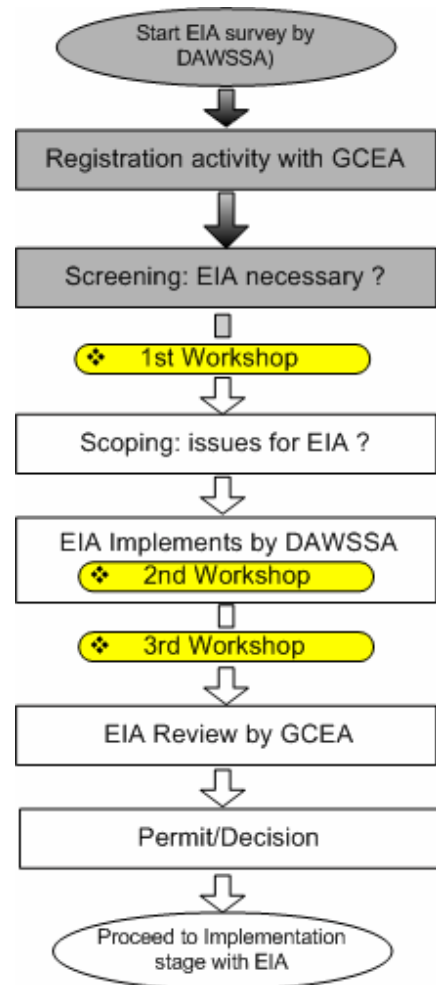 Start EIA survey by
DAWSSA)
Registration activity with GCEA
Screening: EIA necessary ?
❖ 1st Workshop
Scoping: issues for EIA ?
EIA Implements by DAWSSA
❖ 2nd Workshop
❖ 3rd Workshop
EIA Review by GCEA
Permit/Decision
Proceed to Implementation
stage with EIA